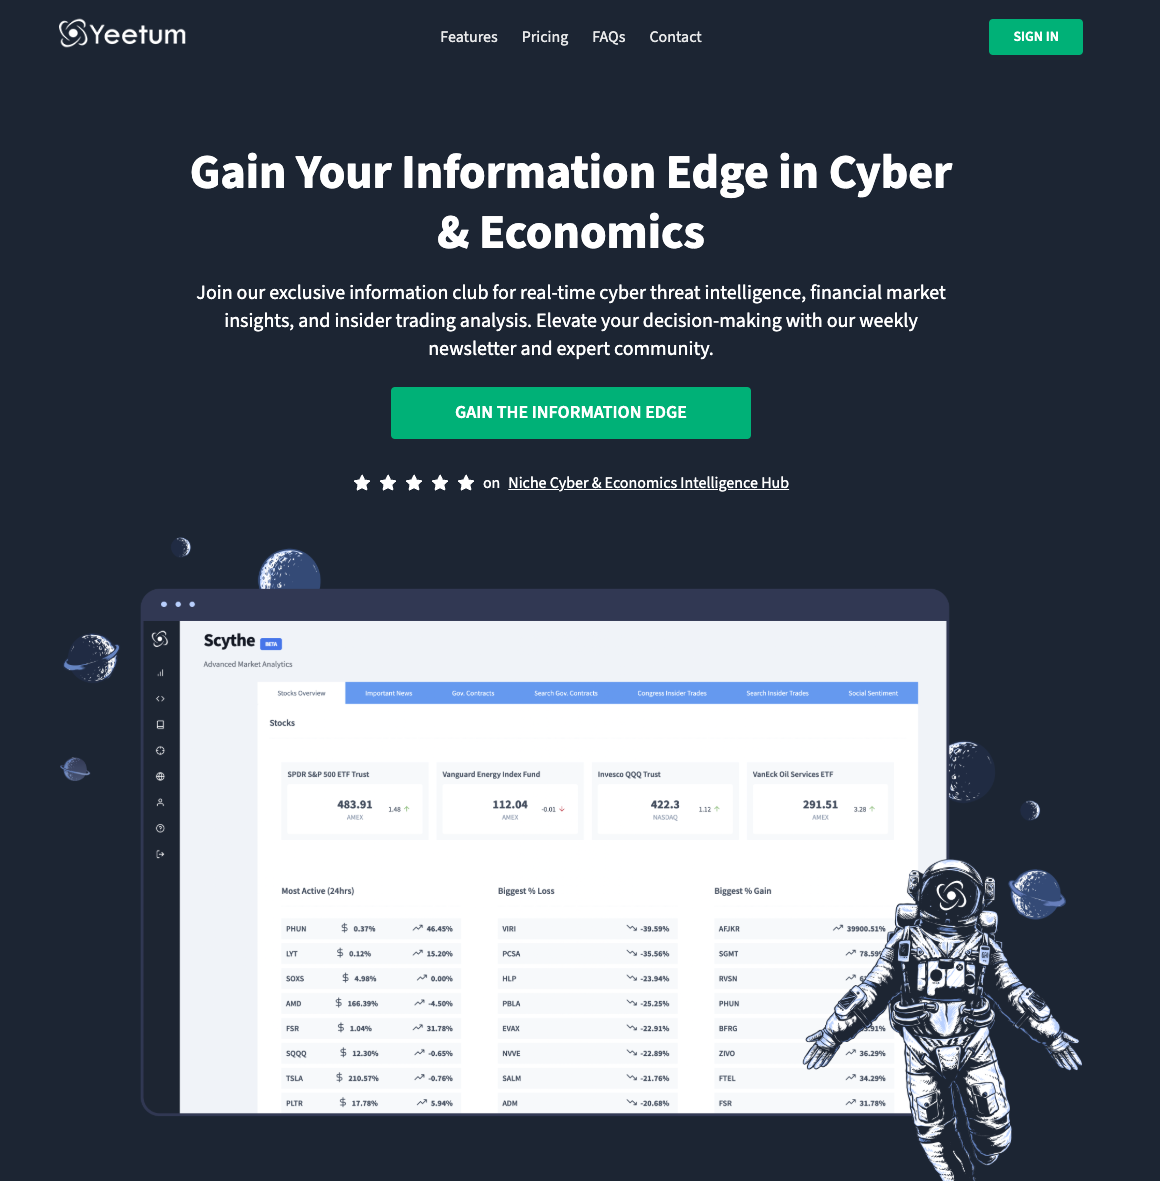 Yeetum
Features Pricing FAQs Contact
SIGN IN
Gain Your Information Edge in Cyber
& Economics
Join our exclusive information club for real-time cyber threat intelligence, financial market
insights, and insider trading analysis. Elevate your decision-making with our weekly
newsletter and expert community.
GAIN THE INFORMATION EDGE
on Niche Cyber & Economics Intelligence Hub
Scythe BETA
Advanced Market Analytics
Stocks Overview Important News Gov. Contracts Search Gov. Contracts Congress Insider Trades Search Insider Trades Social Sentiment
Stocks
SPDR S&P 500 ETF Trust
483.91 1.48
AMEX
Vanguard Energy Index Fund
112.04 -0.01
AMEX
Invesco QQQ Trust
422.3 1.12
NASDAQ
VanEck Oil Services ETF
291.51 3.28
AMEX
Most Active (24hrs)
PHUN $ 0.37% 46.45%
LYT $ 0.12% 15.20%
SOXS $ 4.98% 0.00%
AMD $ 166.39% -4.50%
FSR $ 1.04% 31.78%
SQQQ $ 12.30% -0.65%
TSLA $ 210.57% -0.76%
PLTR $ 17.78% 5.94%
Biggest % Loss
VIRI -39.59%
PCSA -35.56%
HLP -23.94%
PBLA -25.25%
EVAX -22.91%
NVVE -22.89%
SALM -21.76%
ADM -20.68%
Biggest % Gain
AFJKR 39900.51%
SGMT
RVSN
PHUN
BFRG
ZIVO 36.29%
FTEL 34.29%
FSR 31.78%